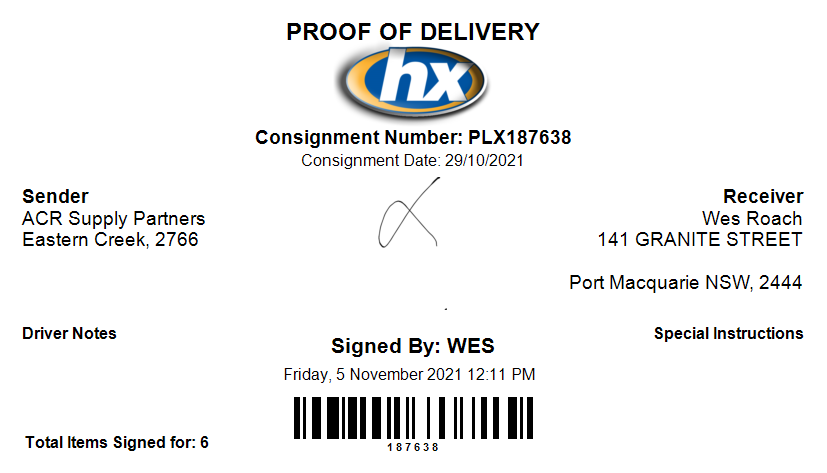 PROOF OF DELIVERY
hx
Consignment Number: PLX187638
Consignment Date: 29/10/2021
Sender
ACR Supply Partners
Eastern Creek, 2766
Receiver
Wes Roach
141 GRANITE STREET
Port Macquarie NSW, 2444
Driver Notes
Special Instructions
Signed By: WES
Friday, 5 November 2021 12:11 PM
187638
Total Items Signed for: 6